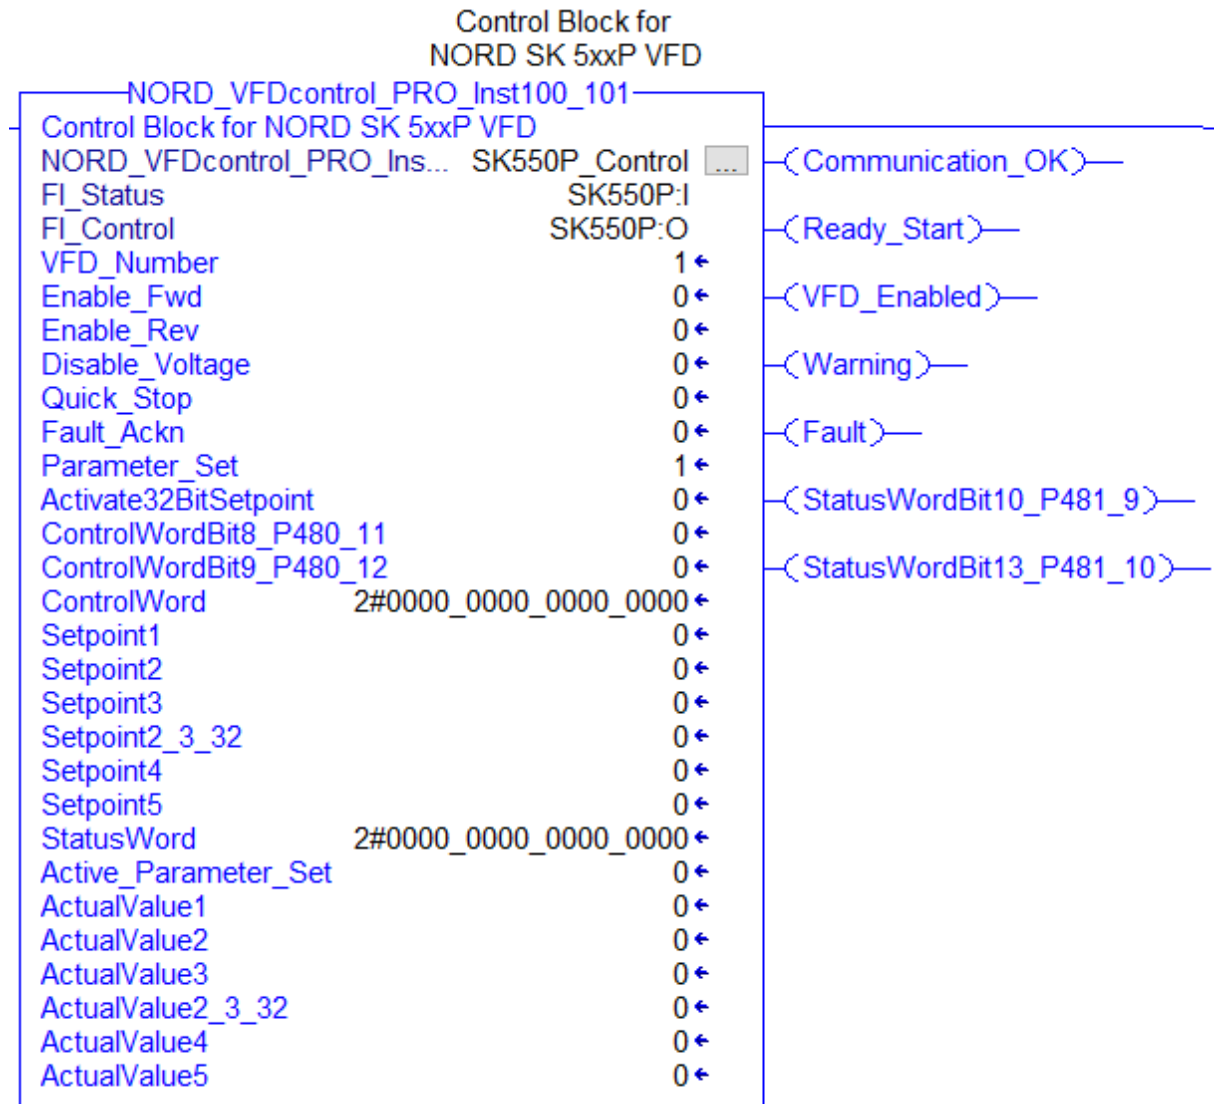 Control Block for
NORD SK 5xxP VFD
NORD_VFDcontrol_PRO_Inst100_101
Control Block for NORD SK 5xxP VFD
NORD_VFDcontrol_PRO_Ins... SK550P_Control ... Communication_OK
FI_Status SK550P:I
FI_Control SK550P:O Ready_Start
VFD_Number 1
Enable_Fwd 0 VFD_Enabled
Enable_Rev 0
Disable_Voltage 0 Warning
Quick_Stop 0
Fault_Ackn 0 Fault
Parameter_Set 1
Activate32BitSetpoint 0 StatusWordBit10_P481_9
ControlWordBit8_P480_11 0
ControlWordBit9_P480_12 0 StatusWordBit13_P481_10
ControlWord 2#0000_0000_0000_0000
Setpoint1 0
Setpoint2 0
Setpoint3 0
Setpoint2_3_32 0
Setpoint4 0
Setpoint5 0
StatusWord 2#0000_0000_0000_0000
Active_Parameter_Set 0
ActualValue1 0
ActualValue2 0
ActualValue3 0
ActualValue2_3_32 0
ActualValue4 0
ActualValue5 0